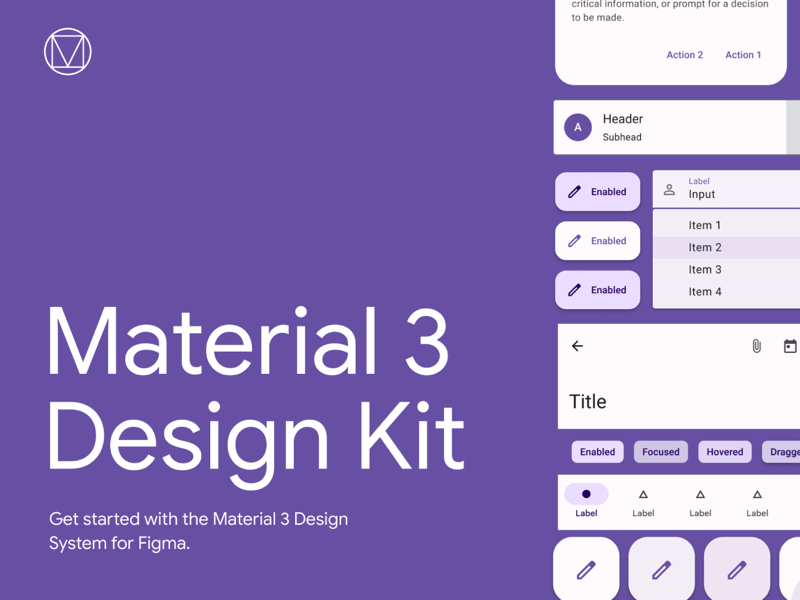 Material 3
Design Kit
Get started with the Material 3 Design
System for Figma.
critical information, or prompt for a decision
to be made.
Action 2 Action 1
A
Header
Subhead
Enabled
Enabled
Enabled
Label
Input
Item 1
Item 2
Item 3
Item 4
Title
Enabled Focused Hovered Dragge
Label Label Label Label